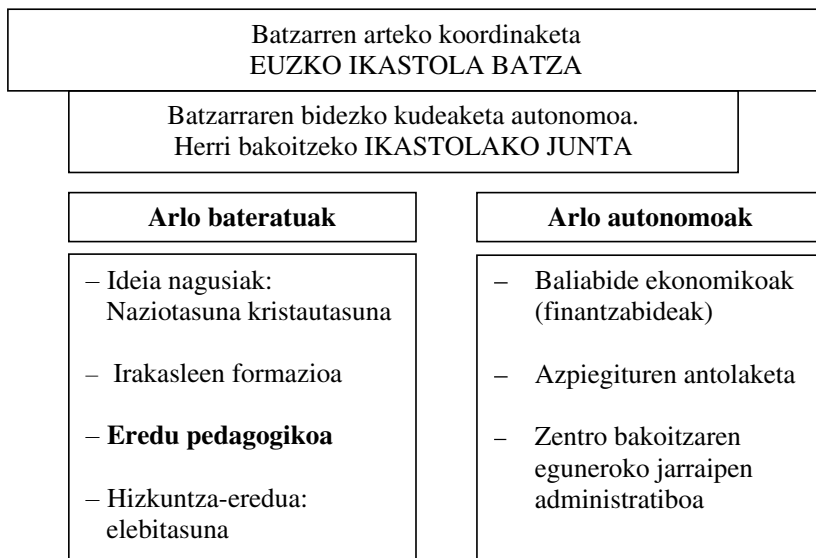 Batzarren arteko koordinaketa
EUZKO IKASTOLA BATZA
Batzarraren bidezko kudeaketa autonomoa.
Herri bakoitzeko IKASTOLAKO JUNTA
Arlo bateratuak
– Ideia nagusiak:
Naziotasuna kristautasuna
– Irakasleen formazioa
– Eredu pedagogikoa
– Hizkuntza-eredua:
elebitasuna
Arlo autonomoak
– Baliabide ekonomikoak
(finantzabideak)
– Azpiegituren antolaketa
– Zentro bakoitzaren
eguneroko jarraipen
administratiboa